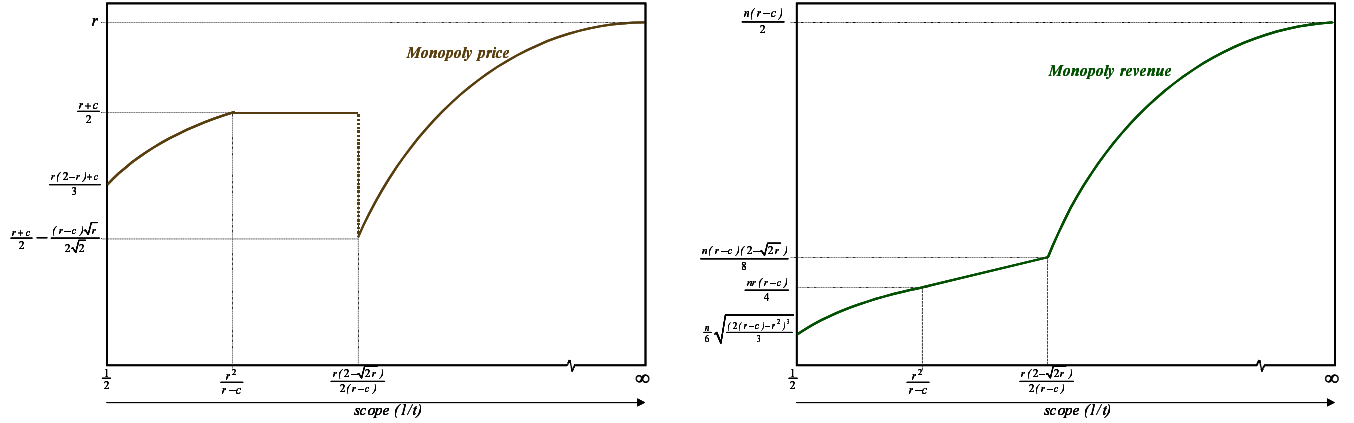 r
Monopoly price
r+c/2
r(2−r)+c/3
r+c/2 − (r−c)√r/2√2
1/2
r²/r−c
r(2−√2r)/2(r−c)
∞
scope (1/t)
n(r−c)/2
Monopoly revenue
n(r−c)(2−√2r)/8
nr(r−c)/4
n/6 √(2(r−c)−r²)³/3
1/2
r²/r−c
r(2−√2r)/2(r−c)
∞
scope (1/t)